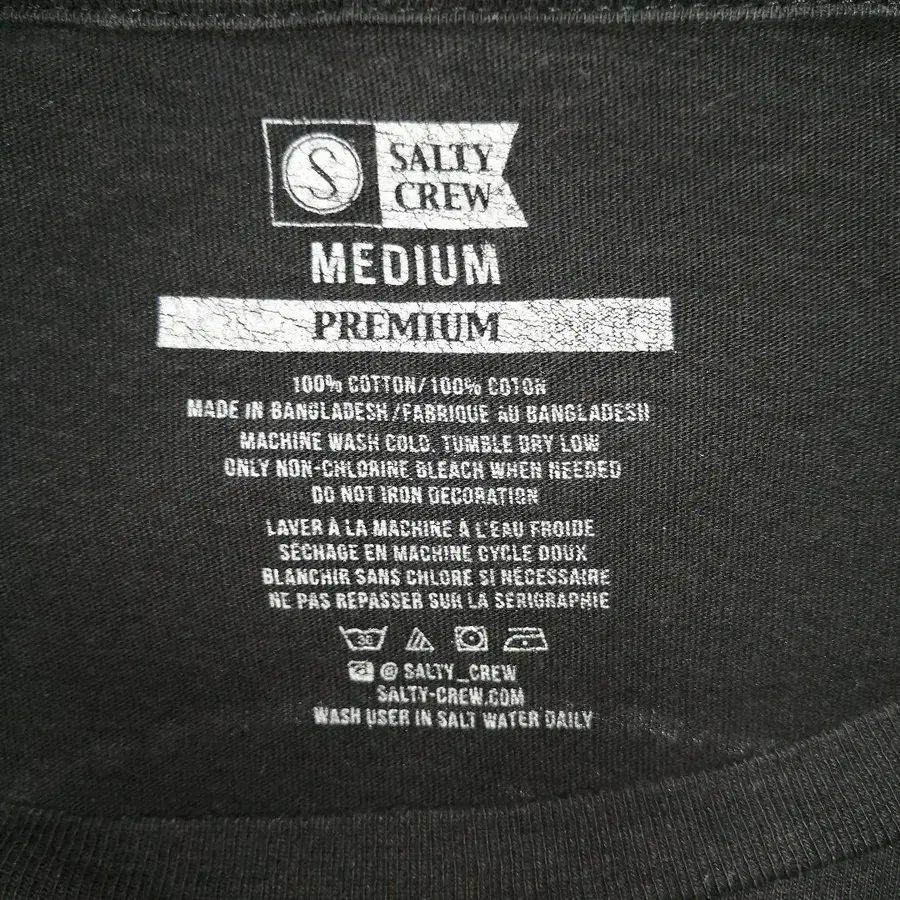 S
SALTY
CREW
MEDIUM
PREMIUM
100% COTTON/100% COTON
MADE IN BANGLADESH/FABRIQUE AU BANGLADESH
MACHINE WASH COLD, TUMBLE DRY LOW
ONLY NON-CHLORINE BLEACH WHEN NEEDED
DO NOT IRON DECORATION
LAVER À LA MACHINE À L'EAU FROIDE
SÉCHAGE EN MACHINE CYCLE DOUX
BLANCHIR SANS CHLORE SI NÉCESSAIRE
NE PAS REPASSER SUR LA SERIGRAPHIE
30
@SALTY_CREW
SALTY-CREW.COM
WASH USER IN SALT WATER DAILY